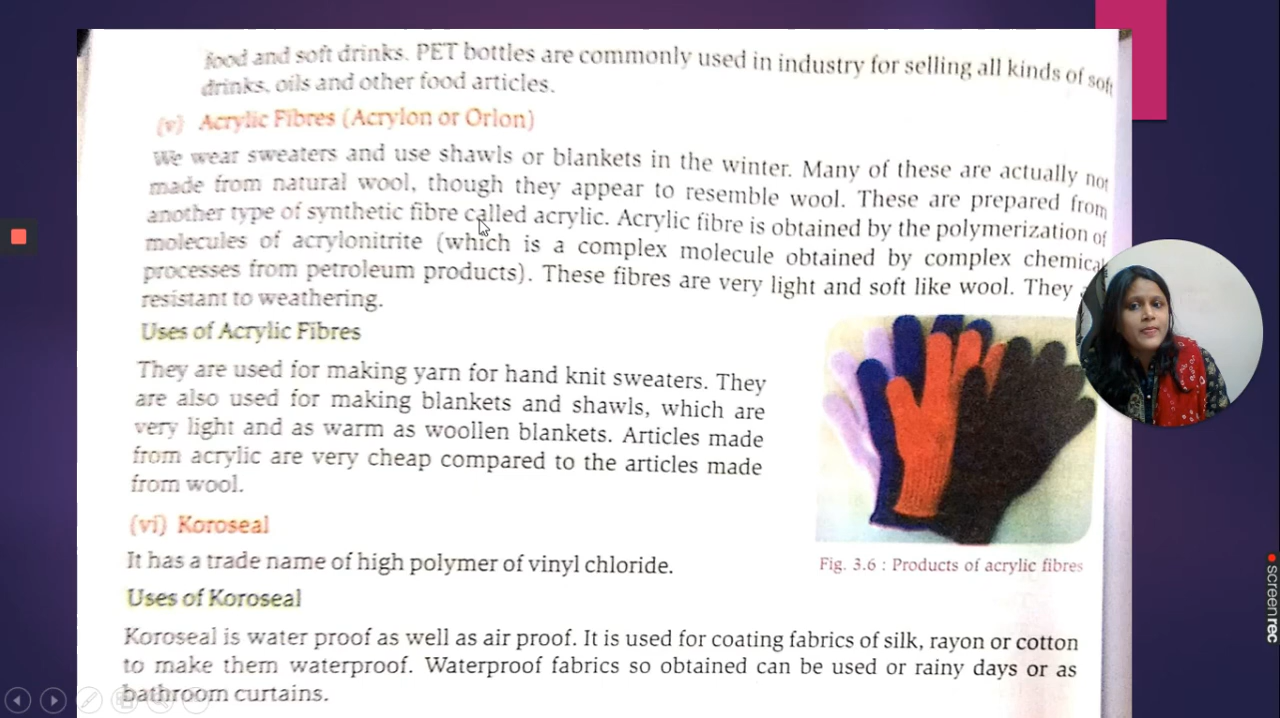 food and soft drinks. PET bottles are commonly used in industry for selling all kinds of soft
drinks, oils and other food articles.
(v) Acrylic Fibres (Acrylon or Orlon)
We wear sweaters and use shawls or blankets in the winter. Many of these are actually not
made from natural wool, though they appear to resemble wool. These are prepared from
another type of synthetic fibre called acrylic. Acrylic fibre is obtained by the polymerization of
molecules of acrylonitrite (which is a complex molecule obtained by complex chemical
processes from petroleum products). These fibres are very light and soft like wool. They
resistant to weathering.
Uses of Acrylic Fibres
They are used for making yarn for hand knit sweaters. They
are also used for making blankets and shawls, which are
very light and as warm as woollen blankets. Articles made
from acrylic are very cheap compared to the articles made
from wool.
Fig. 3.6 : Products of acrylic fibres
(vi) Koroseal
It has a trade name of high polymer of vinyl chloride.
Uses of Koroseal
Koroseal is water proof as well as air proof. It is used for coating fabrics of silk, rayon or cotton
to make them waterproof. Waterproof fabrics so obtained can be used or rainy days or as
bathroom curtains.
screenrec